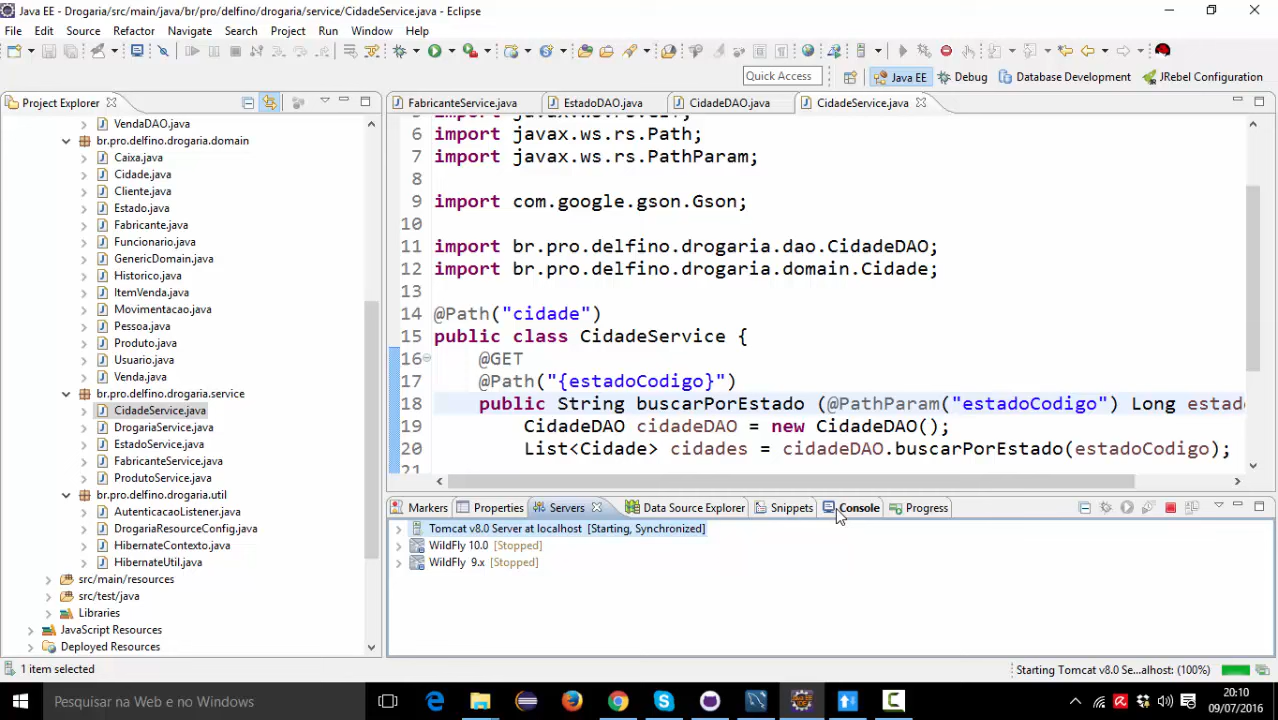 Java EE - Drogaria/src/main/java/br/pro/delfino/drogaria/service/CidadeService.java - Eclipse
File Edit Source Refactor Navigate Search Project Run Window Help
Quick Access Java EE Debug Database Development JRebel Configuration
Project Explorer
VendaDAO.java
br.pro.delfino.drogaria.domain
Caixa.java
Cidade.java
Cliente.java
Estado.java
Fabricante.java
Funcionario.java
GenericDomain.java
Historico.java
ItemVenda.java
Movimentacao.java
Pessoa.java
Produto.java
Usuario.java
Venda.java
br.pro.delfino.drogaria.service
CidadeService.java
DrogariaService.java
EstadoService.java
FabricanteService.java
ProdutoService.java
br.pro.delfino.drogaria.util
AutenticacaoListener.java
DrogariaResourceConfig.java
HibernateContexto.java
HibernateUtil.java
src/main/resources
src/test/java
Libraries
JavaScript Resources
Deployed Resources
FabricanteService.java EstadoDAO.java CidadeDAO.java CidadeService.java
6 import javax.ws.rs.Path;
7 import javax.ws.rs.PathParam;
8
9 import com.google.gson.Gson;
10
11 import br.pro.delfino.drogaria.dao.CidadeDAO;
12 import br.pro.delfino.drogaria.domain.Cidade;
13
14 @Path("cidade")
15 public class CidadeService {
16 @GET
17 @Path("{estadoCodigo}")
18 public String buscarPorEstado (@PathParam("estadoCodigo") Long estad
19 CidadeDAO cidadeDAO = new CidadeDAO();
20 List<Cidade> cidades = cidadeDAO.buscarPorEstado(estadoCodigo);
Markers Properties Servers Data Source Explorer Snippets Console Progress
Tomcat v8.0 Server at localhost [Starting, Synchronized]
WildFly 10.0 [Stopped]
WildFly 9.x [Stopped]
1 item selected
Starting Tomcat v8.0 Se...alhost: (100%)
Pesquisar na Web e no Windows
20:10
09/07/2016